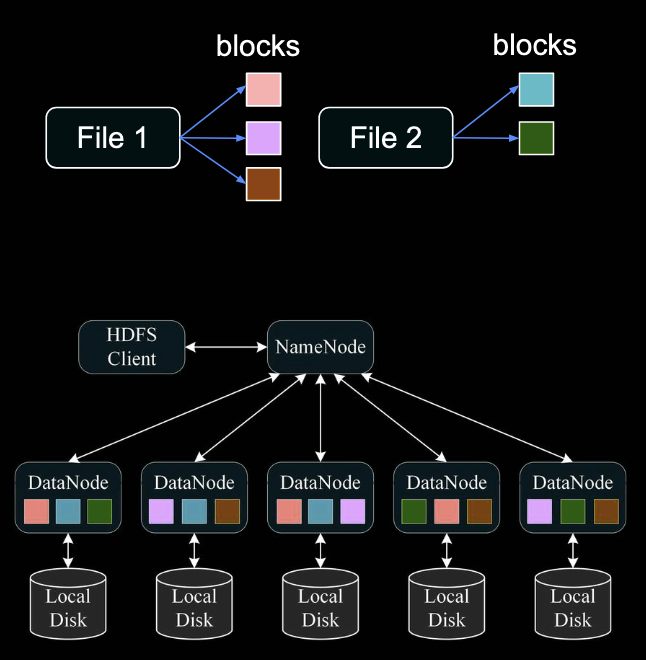 blocks
blocks
File 1
File 2
HDFS
Client
NameNode
DataNode
DataNode
DataNode
DataNode
DataNode
Local
Disk
Local
Disk
Local
Disk
Local
Disk
Local
Disk